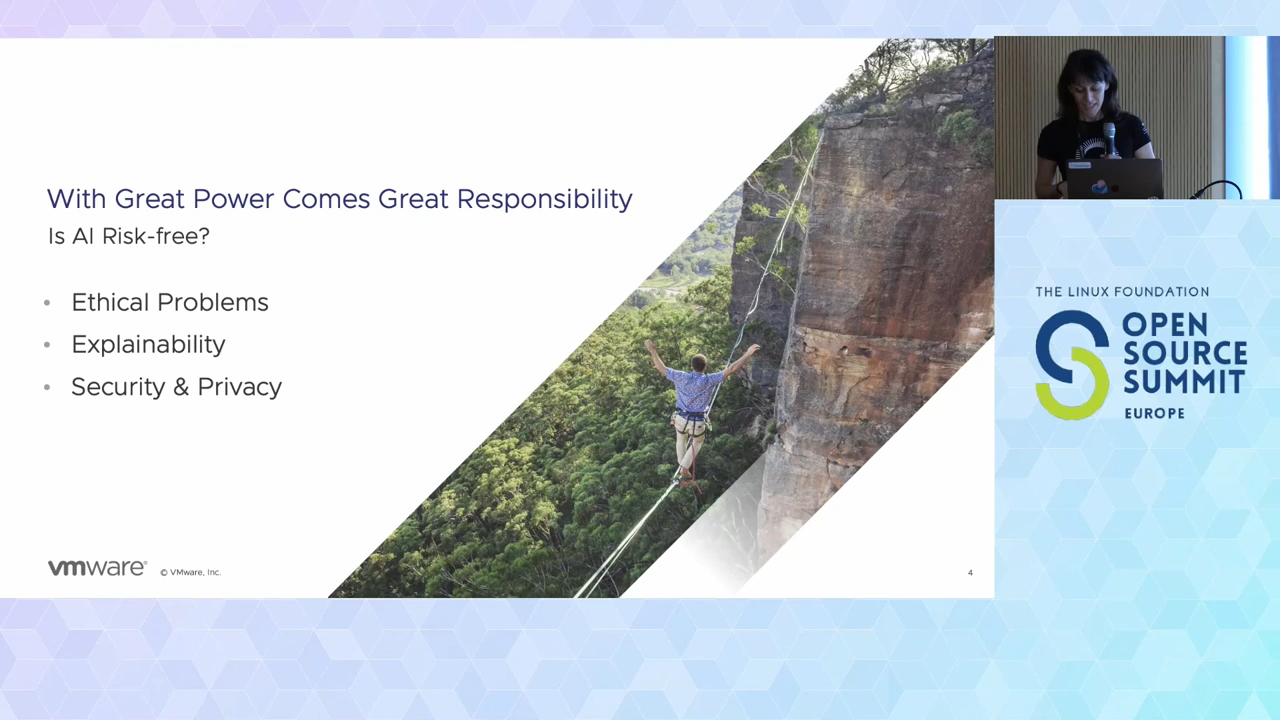 With Great Power Comes Great Responsibility
Is AI Risk-free?
• Ethical Problems
• Explainability
• Security & Privacy
vmware®
© VMware, Inc.
4
THE LINUX FOUNDATION
OPEN
SOURCE
SUMMIT
EUROPE